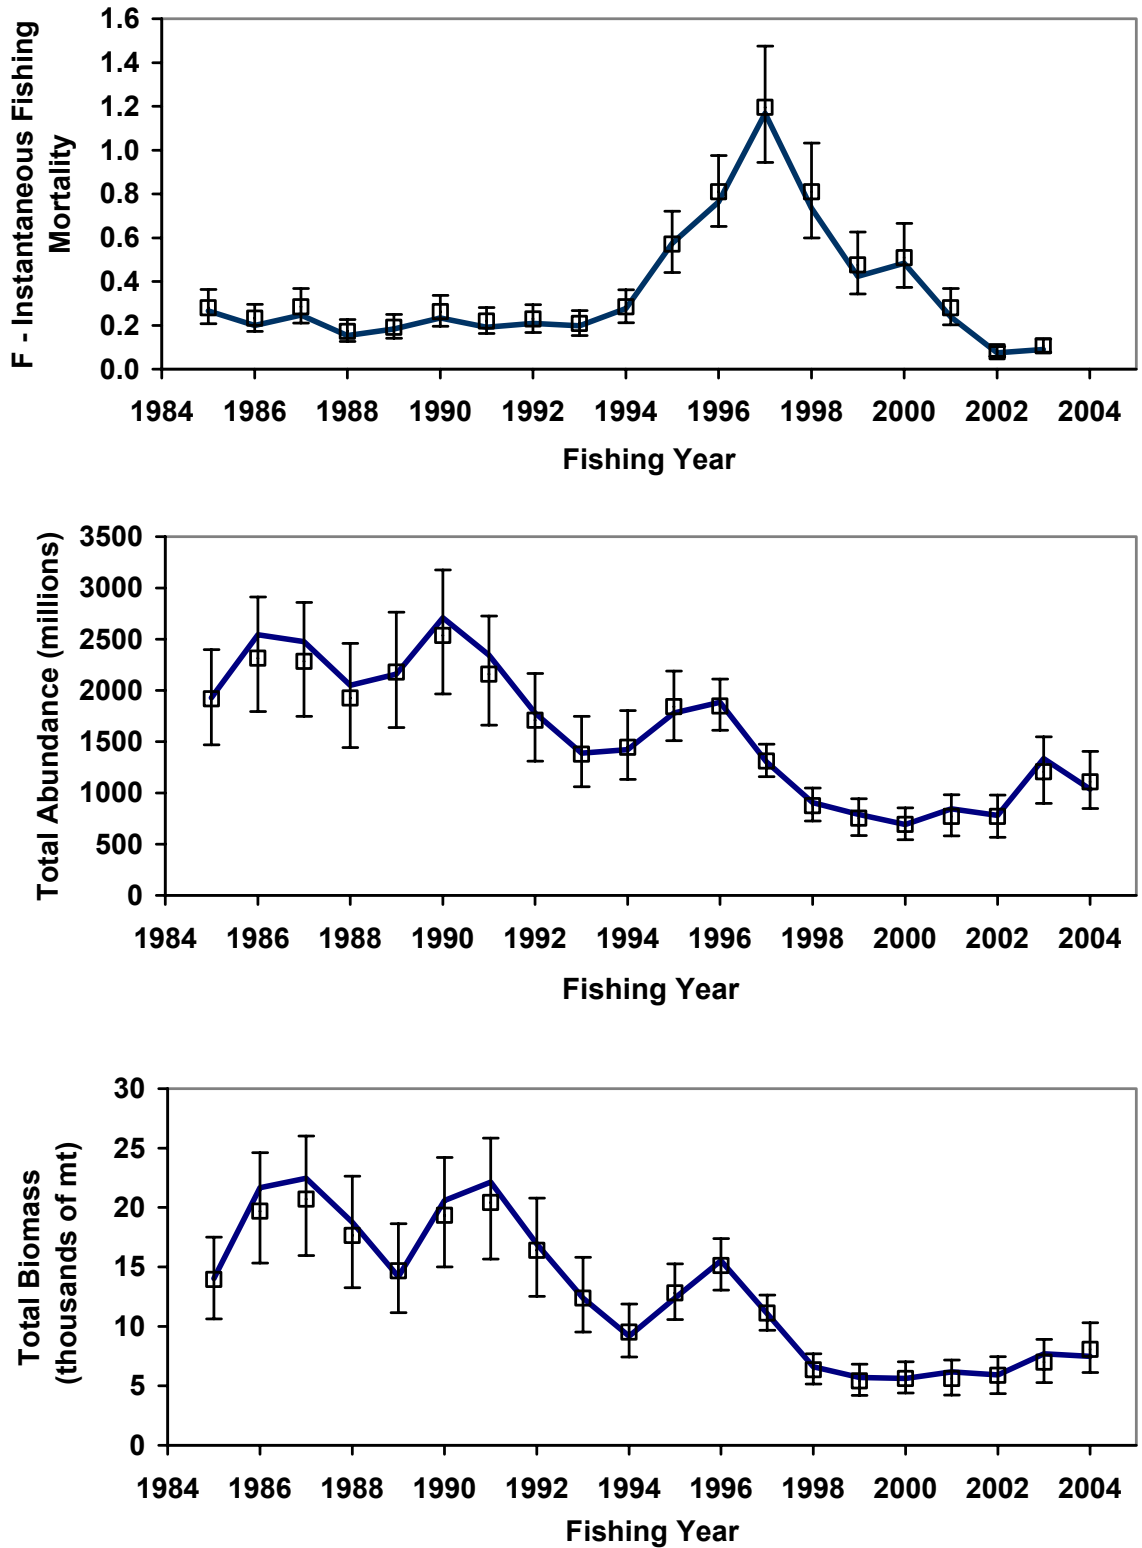 F - Instantaneous Fishing
Mortality
1.6
1.4
1.2
1.0
0.8
0.6
0.4
0.2
0.0
1984 1986 1988 1990 1992 1994 1996 1998 2000 2002 2004
Fishing Year
Total Abundance (millions)
3500
3000
2500
2000
1500
1000
500
0
1984 1986 1988 1990 1992 1994 1996 1998 2000 2002 2004
Fishing Year
Total Biomass
(thousands of mt)
30
25
20
15
10
5
0
1984 1986 1988 1990 1992 1994 1996 1998 2000 2002 2004
Fishing Year